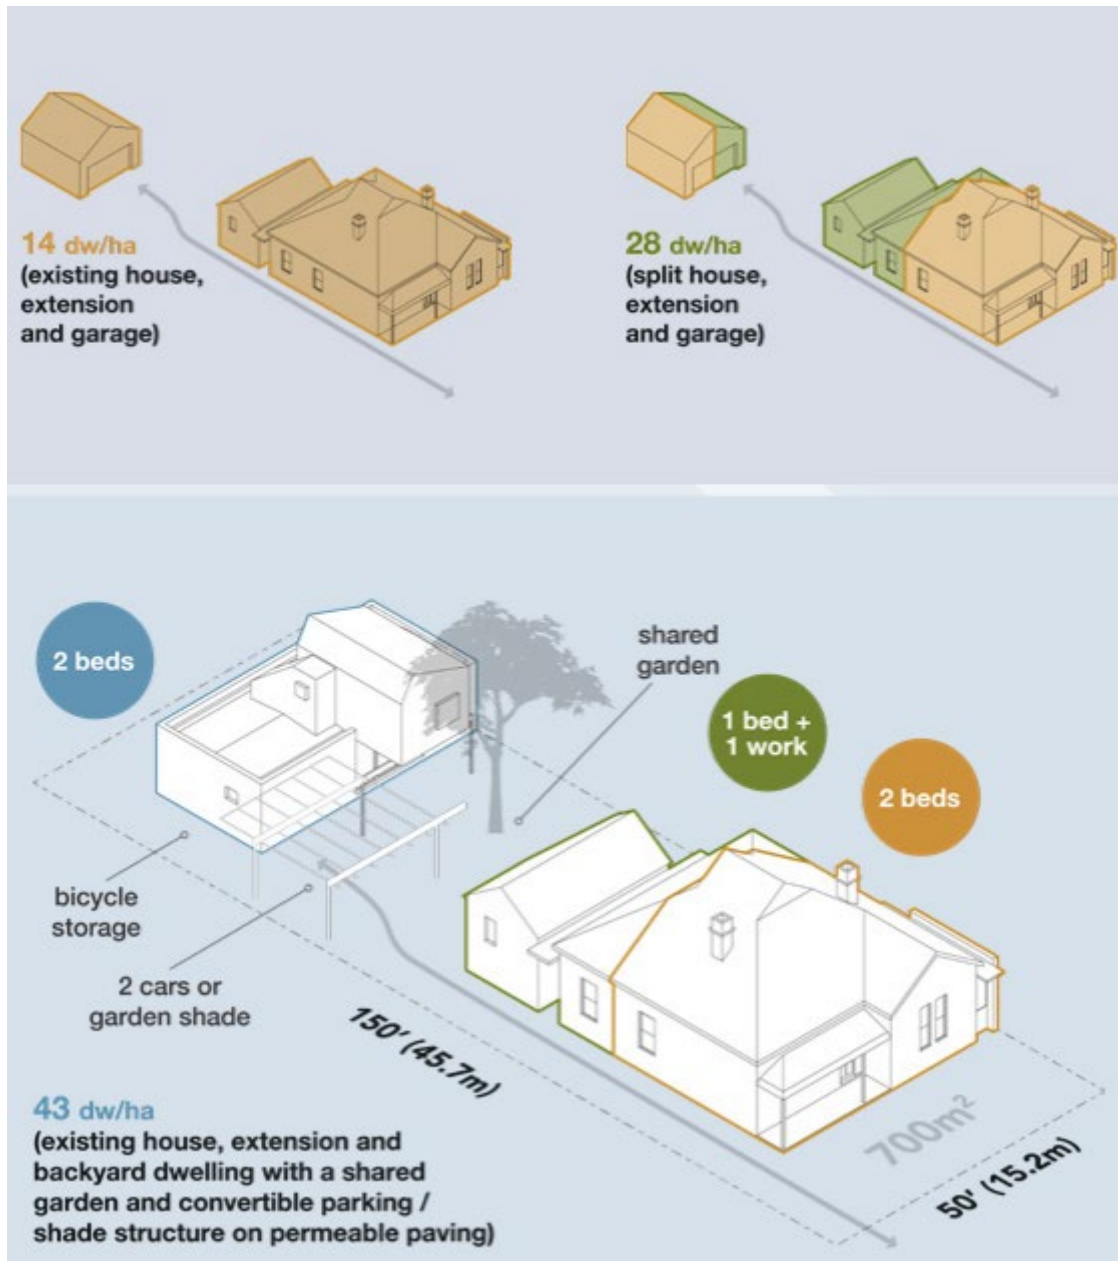 14 dw/ha
(existing house,
extension
and garage)
28 dw/ha
(split house,
extension
and garage)
2 beds
shared
garden
1 bed +
1 work
2 beds
bicycle
storage
2 cars or
garden shade
150' (45.7m)
700m²
50' (15.2m)
43 dw/ha
(existing house, extension and
backyard dwelling with a shared
garden and convertible parking /
shade structure on permeable paving)